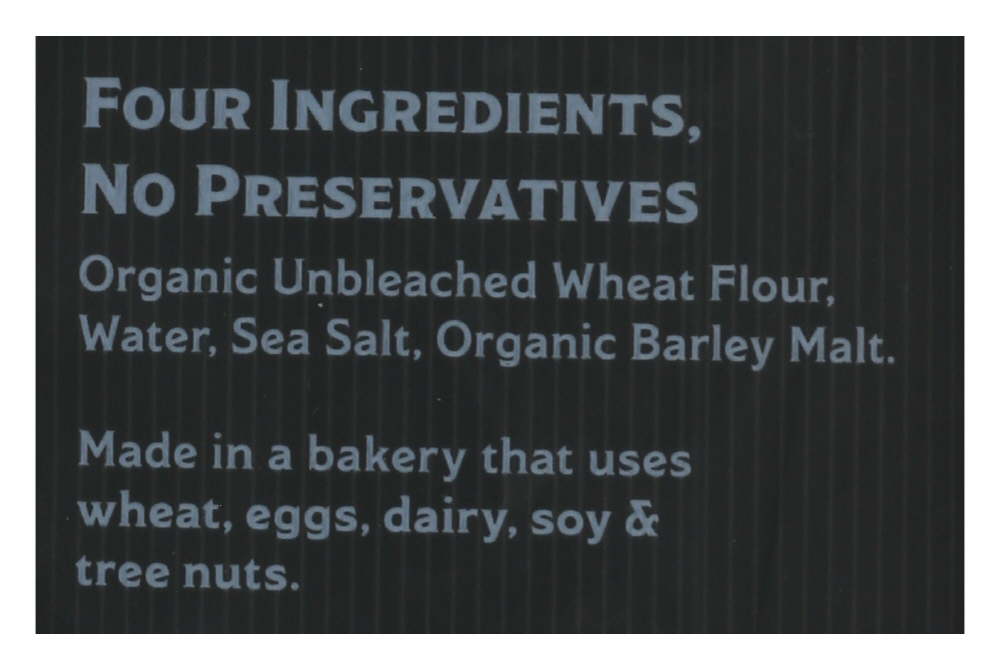 Four Ingredients,
No Preservatives
Organic Unbleached Wheat Flour,
Water, Sea Salt, Organic Barley Malt.
Made in a bakery that uses
wheat, eggs, dairy, soy &
tree nuts.